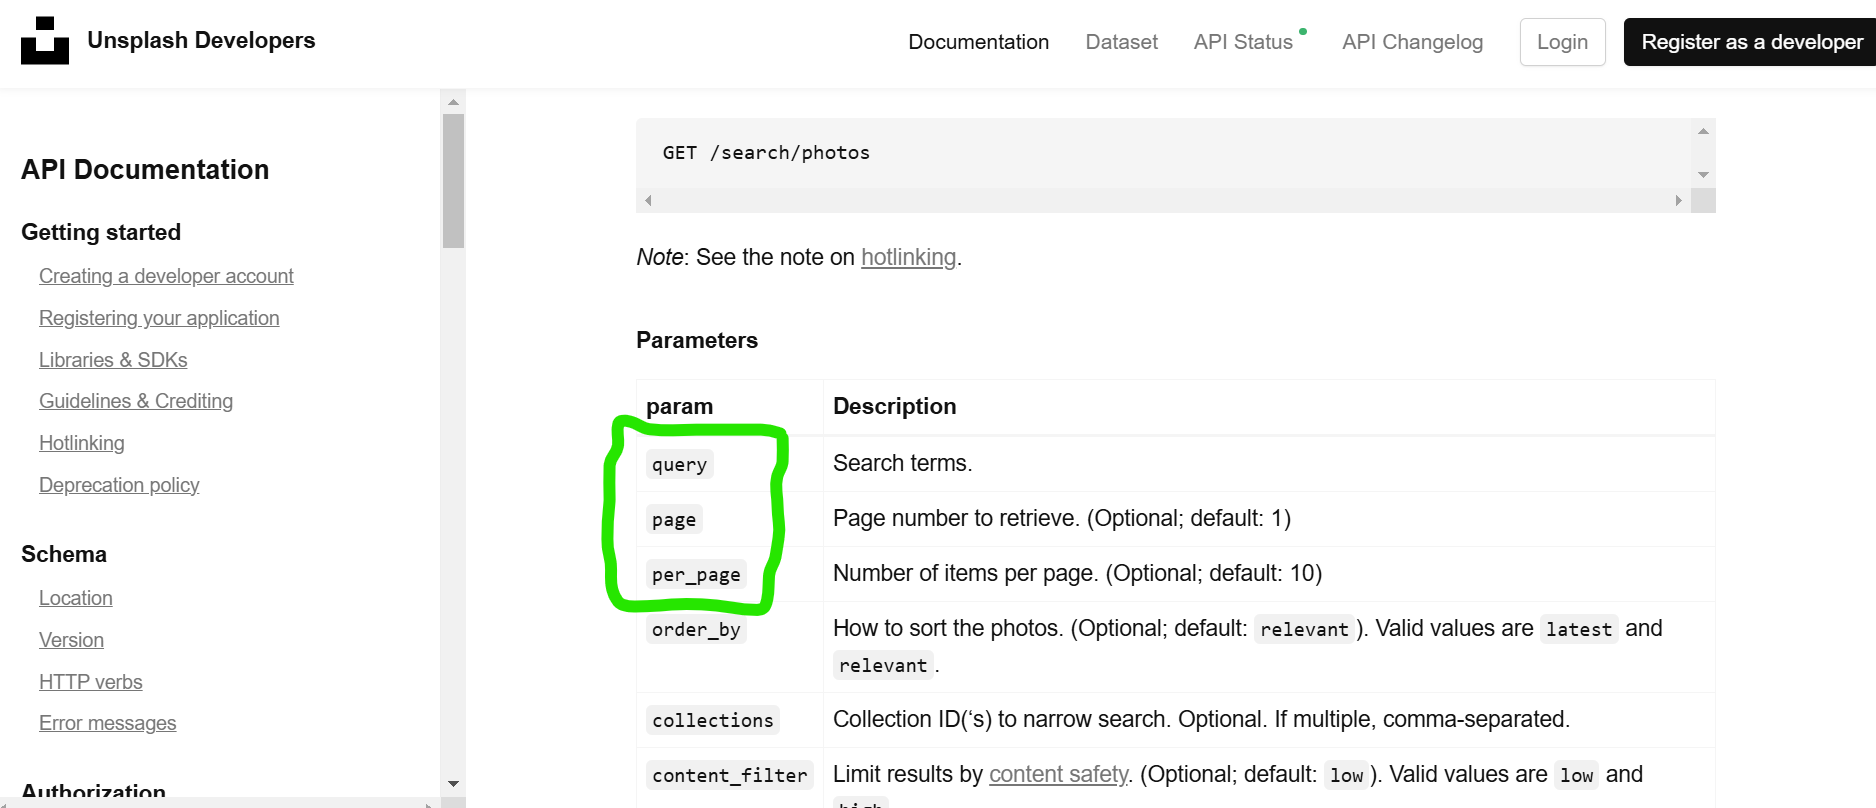 Unsplash Developers
Documentation
Dataset
API Status
API Changelog
Login
Register as a developer
API Documentation
Getting started
Creating a developer account
Registering your application
Libraries & SDKs
Guidelines & Crediting
Hotlinking
Deprecation policy
Schema
Location
Version
HTTP verbs
Error messages
Authorization
GET /search/photos
Note: See the note on hotlinking.
Parameters
param Description
query Search terms.
page Page number to retrieve. (Optional; default: 1)
per_page Number of items per page. (Optional; default: 10)
order_by How to sort the photos. (Optional; default: relevant). Valid values are latest and
relevant.
collections Collection ID(‘s) to narrow search. Optional. If multiple, comma-separated.
content_filter Limit results by content safety. (Optional; default: low). Valid values are low and